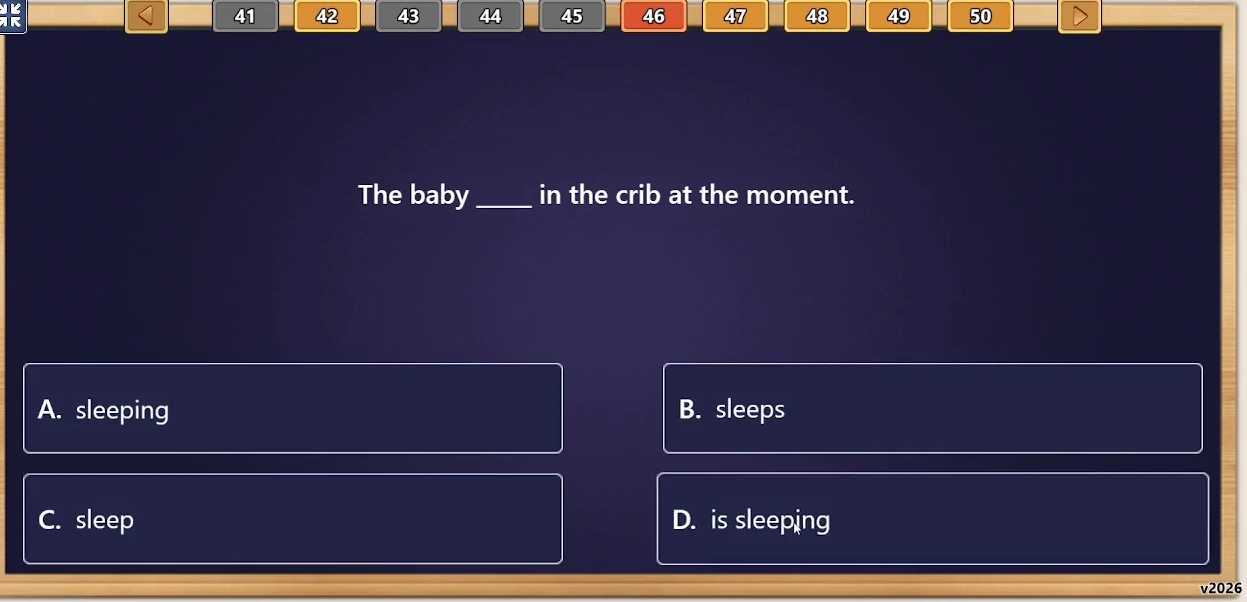 41 42 43 44 45 46 47 48 49 50
The baby ____ in the crib at the moment.
A. sleeping
B. sleeps
C. sleep
D. is sleeping
v2026